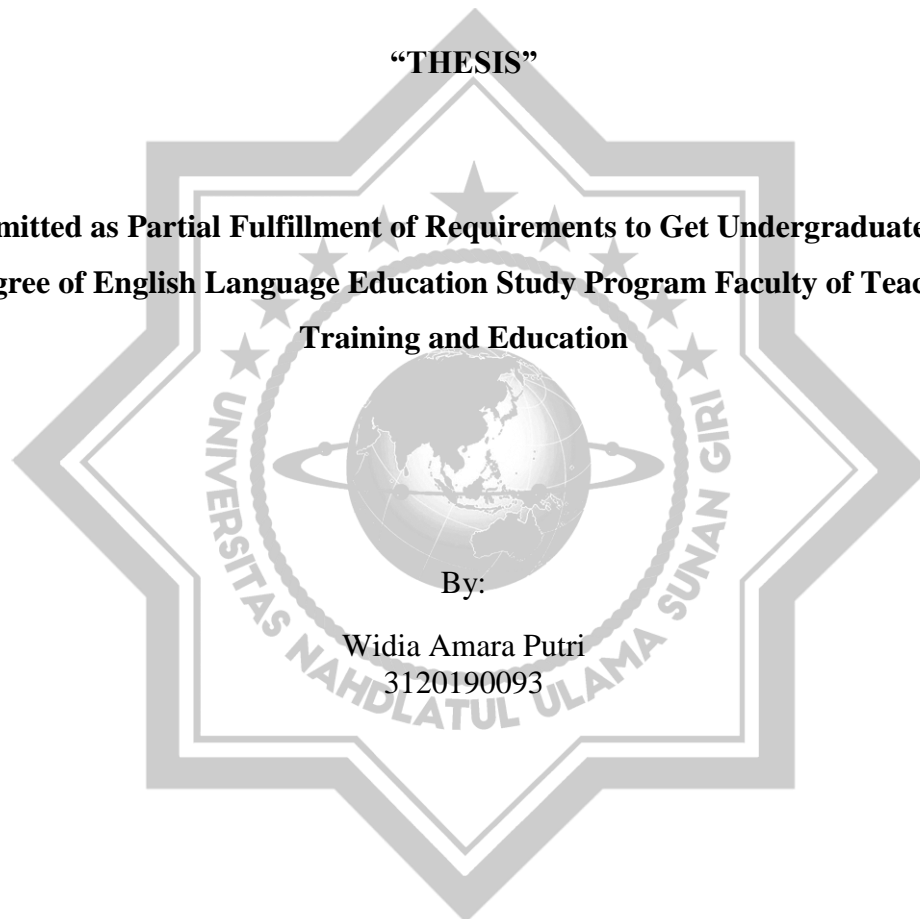 “THESIS”
mitted as Partial Fulfillment of Requirements to Get Undergraduate
gree of English Language Education Study Program Faculty of Teac
Training and Education
UNIVERSITAS NAHDLATUL ULAMA SUNAN GIRI
By:
Widia Amara Putri
3120190093